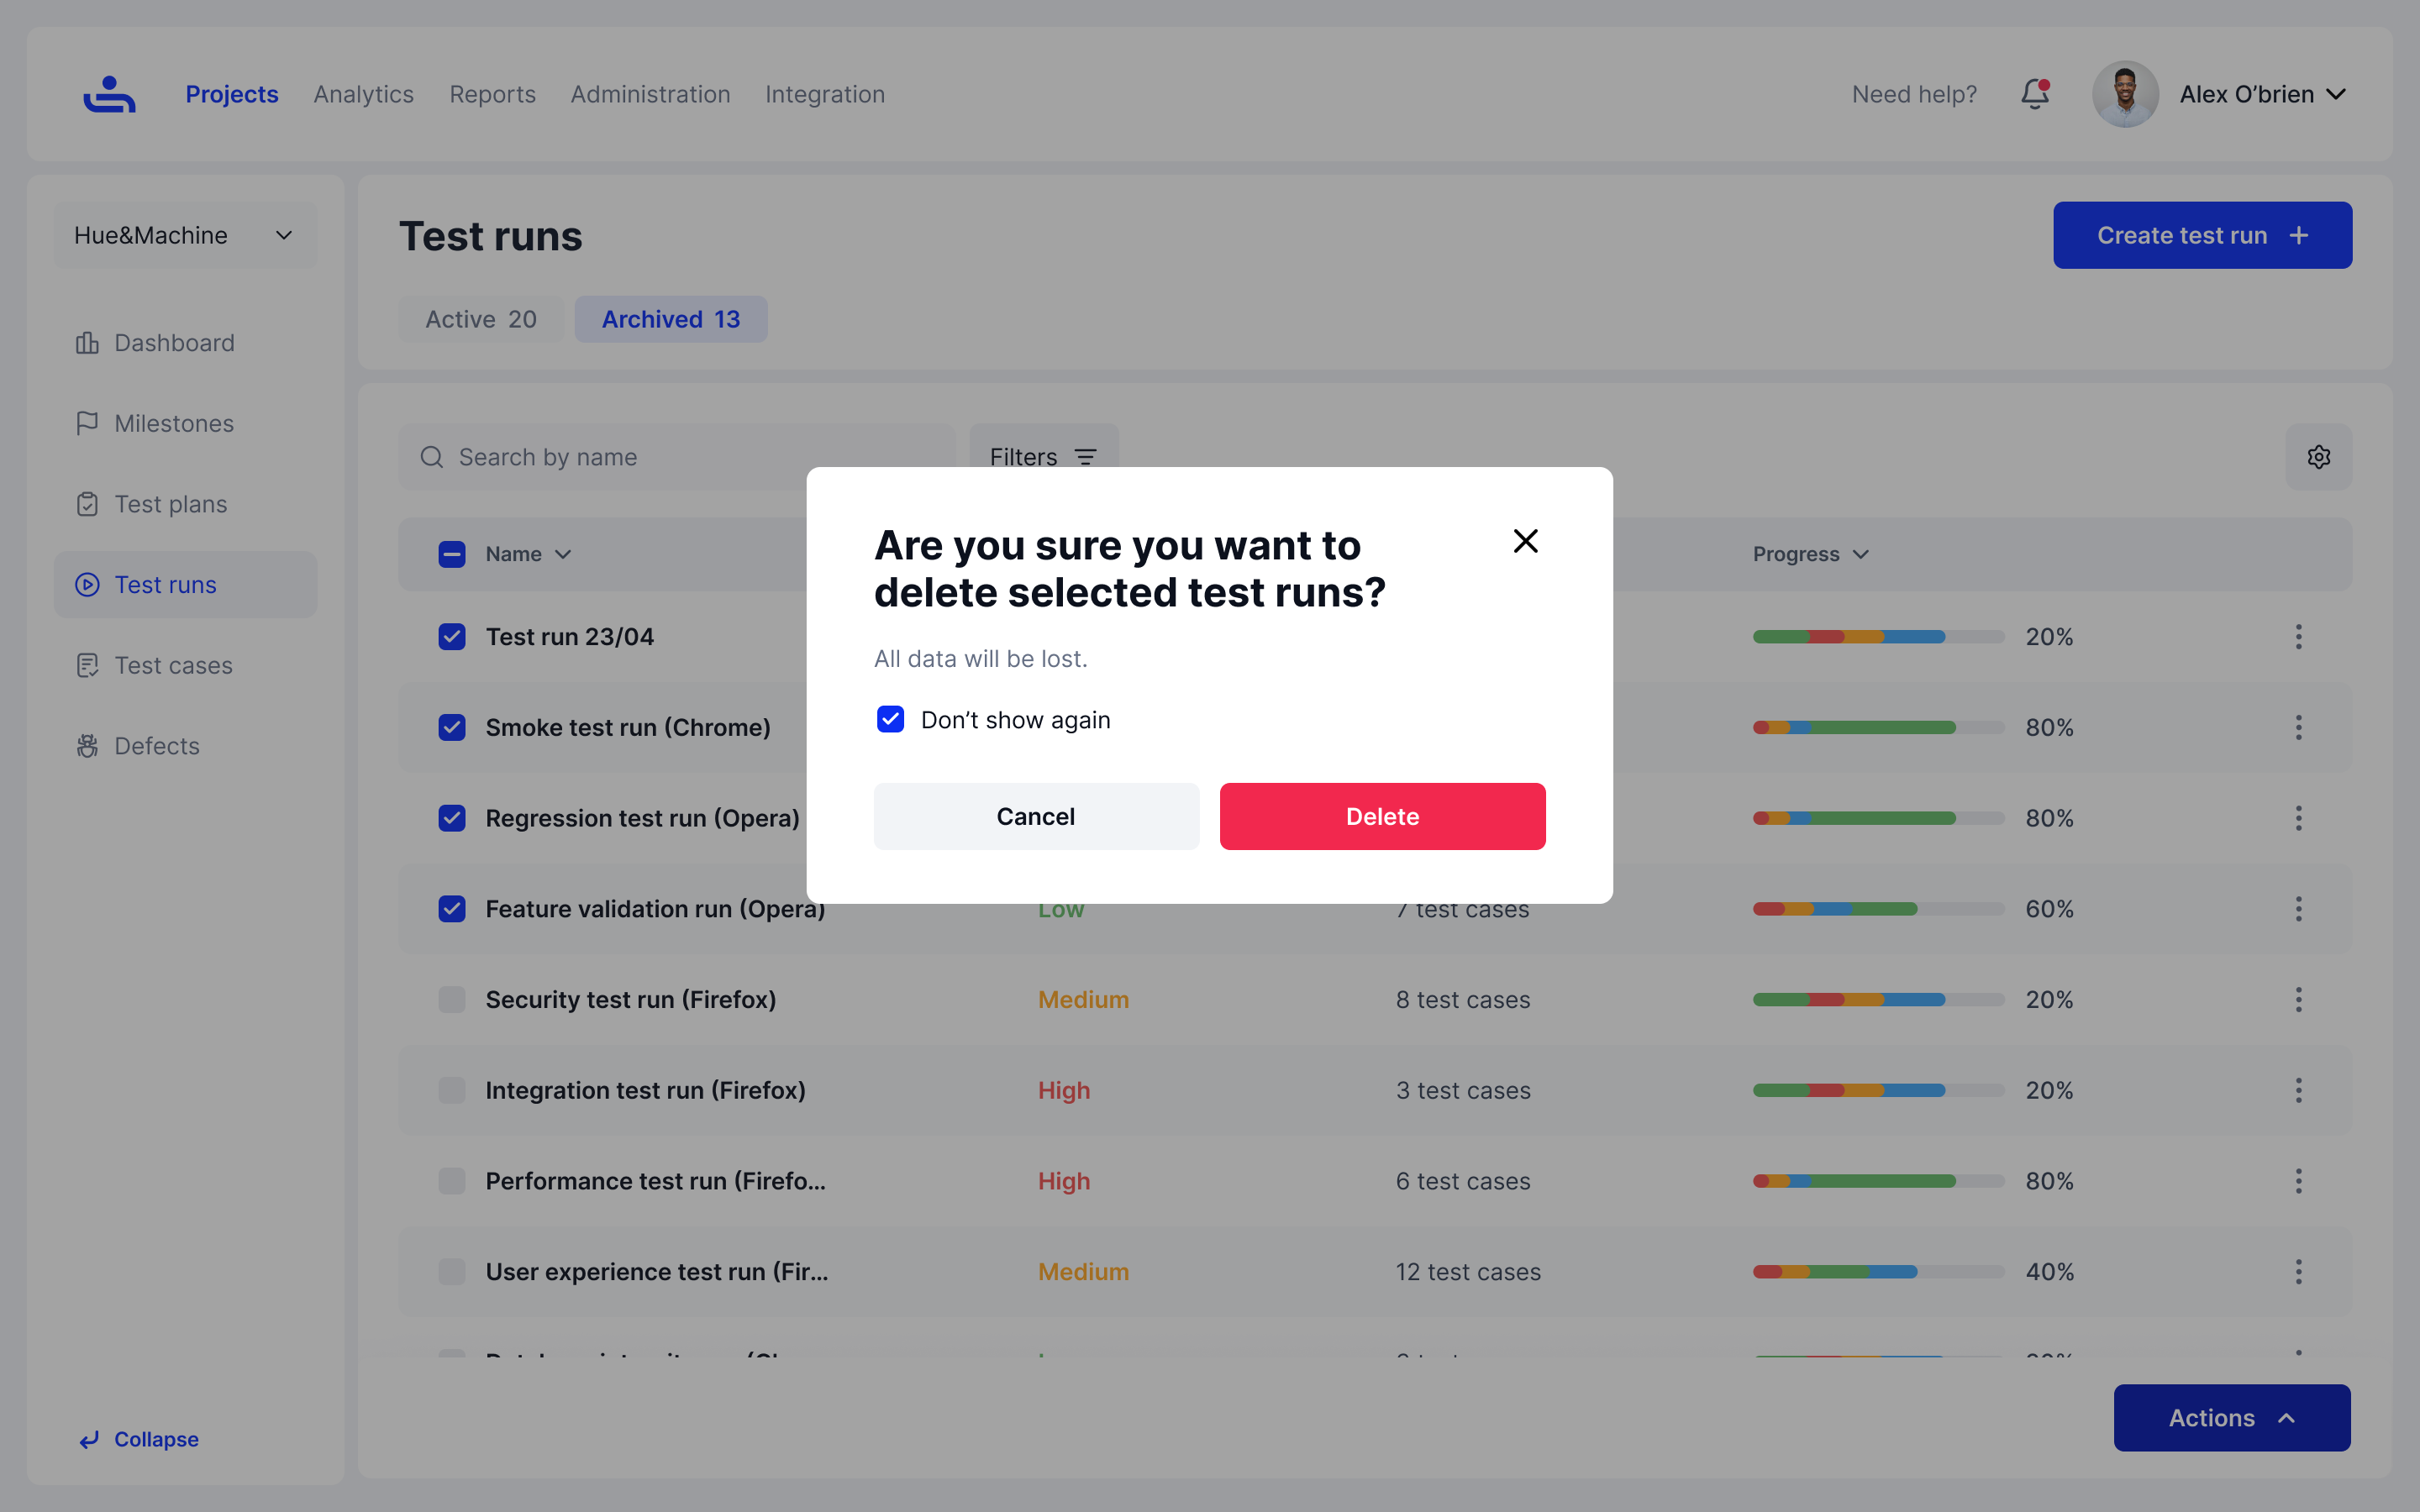 Projects Analytics Reports Administration Integration Need help? Alex O’brien
Hue&Machine
Dashboard
Milestones
Test plans
Test runs
Test cases
Defects
Collapse
Test runs
Create test run
Active 20 Archived 13
Search by name Filters
Name Progress
Test run 23/04 20%
Smoke test run (Chrome) 80%
Regression test run (Opera) 80%
Feature validation run (Opera) Low 7 test cases 60%
Security test run (Firefox) Medium 8 test cases 20%
Integration test run (Firefox) High 3 test cases 20%
Performance test run (Firefo... High 6 test cases 80%
User experience test run (Fir... Medium 12 test cases 40%
Actions
Are you sure you want to
delete selected test runs?
All data will be lost.
Don’t show again
Cancel Delete